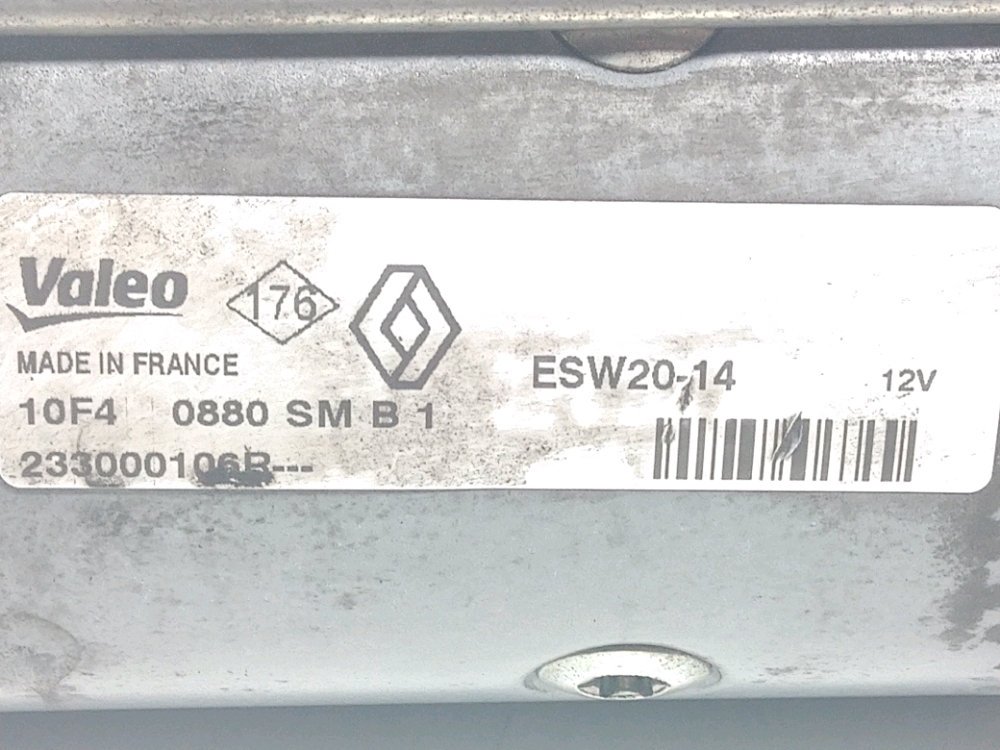 Valeo
176
MADE IN FRANCE
ESW20-14
12V
10F4 0880 SM B 1
233000106R---